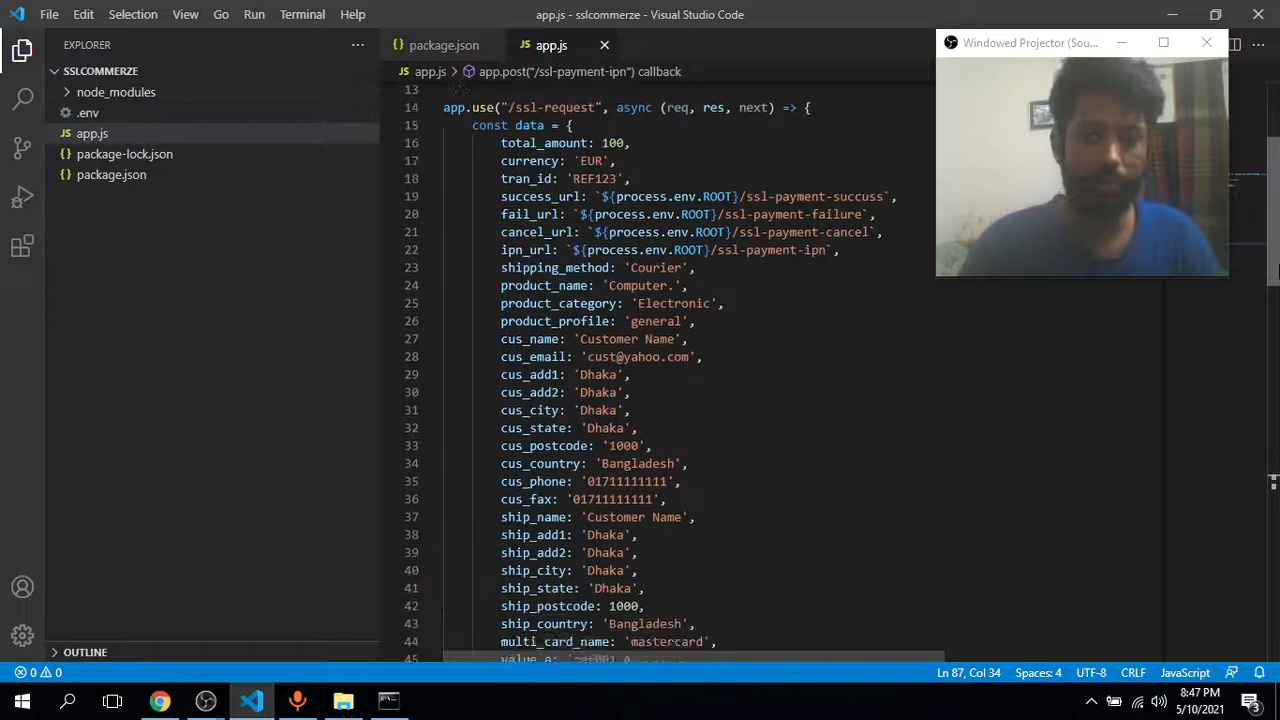 File Edit Selection View Go Run Terminal Help
app.js - sslcommerze - Visual Studio Code
EXPLORER
package.json
app.js
Windowed Projector (Sou...
SSLCOMMERZE
node_modules
.env
app.js
package-lock.json
package.json
app.js > app.post("/ssl-payment-ipn") callback
13
14 app.use("/ssl-request", async (req, res, next) => {
15 const data = {
16 total_amount: 100,
17 currency: 'EUR',
18 tran_id: 'REF123',
19 success_url: `${process.env.ROOT}/ssl-payment-succuss`,
20 fail_url: `${process.env.ROOT}/ssl-payment-failure`,
21 cancel_url: `${process.env.ROOT}/ssl-payment-cancel`,
22 ipn_url: `${process.env.ROOT}/ssl-payment-ipn`,
23 shipping_method: 'Courier',
24 product_name: 'Computer.',
25 product_category: 'Electronic',
26 product_profile: 'general',
27 cus_name: 'Customer Name',
28 cus_email: 'cust@yahoo.com',
29 cus_add1: 'Dhaka',
30 cus_add2: 'Dhaka',
31 cus_city: 'Dhaka',
32 cus_state: 'Dhaka',
33 cus_postcode: '1000',
34 cus_country: 'Bangladesh',
35 cus_phone: '01711111111',
36 cus_fax: '01711111111',
37 ship_name: 'Customer Name',
38 ship_add1: 'Dhaka',
39 ship_add2: 'Dhaka',
40 ship_city: 'Dhaka',
41 ship_state: 'Dhaka',
42 ship_postcode: 1000,
43 ship_country: 'Bangladesh',
44 multi_card_name: 'mastercard',
45
OUTLINE
0 0
Ln 87, Col 34 Spaces: 4 UTF-8 CRLF JavaScript
8:47 PM
5/10/2021
3